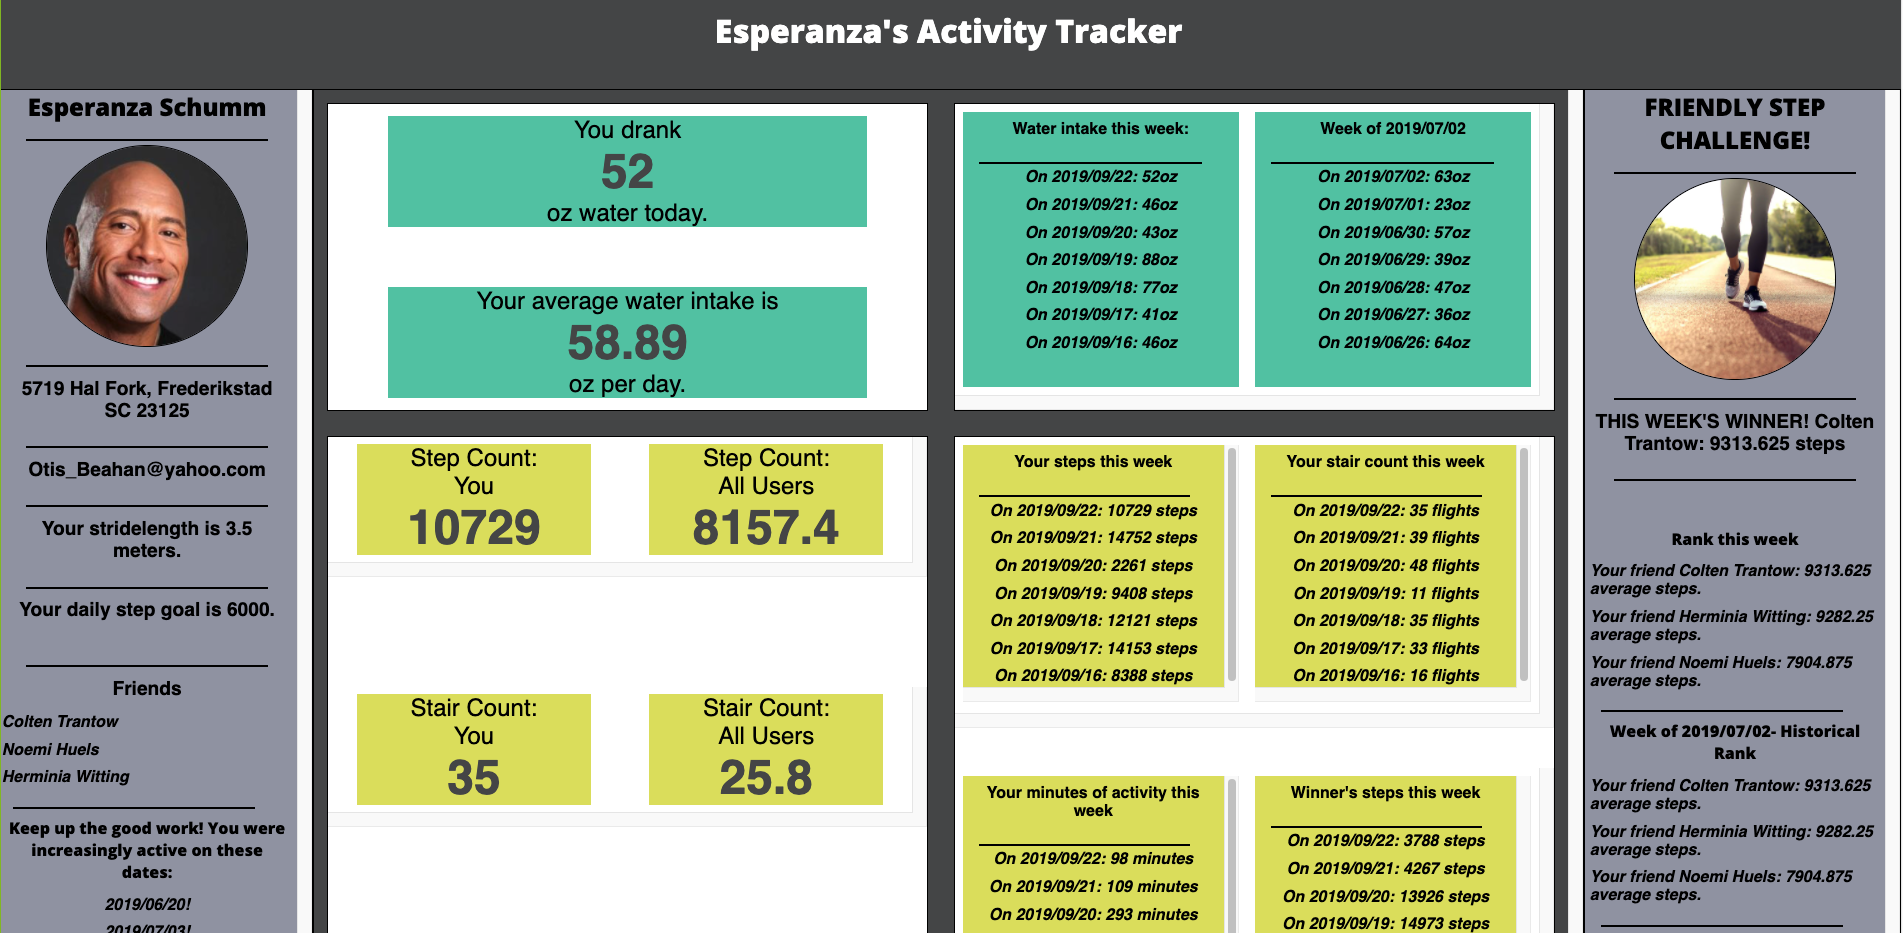 Esperanza's Activity Tracker
Esperanza Schumm
5719 Hal Fork, Frederikstad
SC 23125
Otis_Beahan@yahoo.com
Your stridelength is 3.5
meters.
Your daily step goal is 6000.
Friends
Colten Trantow
Noemi Huels
Herminia Witting
Keep up the good work! You were
increasingly active on these
dates:
2019/06/20!
2019/07/03!
You drank
52
oz water today.
Your average water intake is
58.89
oz per day.
Water intake this week:
On 2019/09/22: 52oz
On 2019/09/21: 46oz
On 2019/09/20: 43oz
On 2019/09/19: 88oz
On 2019/09/18: 77oz
On 2019/09/17: 41oz
On 2019/09/16: 46oz
Week of 2019/07/02
On 2019/07/02: 63oz
On 2019/07/01: 23oz
On 2019/06/30: 57oz
On 2019/06/29: 39oz
On 2019/06/28: 47oz
On 2019/06/27: 36oz
On 2019/06/26: 64oz
Step Count:
You
10729
Step Count:
All Users
8157.4
Stair Count:
You
35
Stair Count:
All Users
25.8
Your steps this week
On 2019/09/22: 10729 steps
On 2019/09/21: 14752 steps
On 2019/09/20: 2261 steps
On 2019/09/19: 9408 steps
On 2019/09/18: 12121 steps
On 2019/09/17: 14153 steps
On 2019/09/16: 8388 steps
Your stair count this week
On 2019/09/22: 35 flights
On 2019/09/21: 39 flights
On 2019/09/20: 48 flights
On 2019/09/19: 11 flights
On 2019/09/18: 35 flights
On 2019/09/17: 33 flights
On 2019/09/16: 16 flights
Your minutes of activity this
week
On 2019/09/22: 98 minutes
On 2019/09/21: 109 minutes
On 2019/09/20: 293 minutes
Winner's steps this week
On 2019/09/22: 3788 steps
On 2019/09/21: 4267 steps
On 2019/09/20: 13926 steps
On 2019/09/19: 14973 steps
FRIENDLY STEP
CHALLENGE!
THIS WEEK'S WINNER! Colten
Trantow: 9313.625 steps
Rank this week
Your friend Colten Trantow: 9313.625
average steps.
Your friend Herminia Witting: 9282.25
average steps.
Your friend Noemi Huels: 7904.875
average steps.
Week of 2019/07/02- Historical
Rank
Your friend Colten Trantow: 9313.625
average steps.
Your friend Herminia Witting: 9282.25
average steps.
Your friend Noemi Huels: 7904.875
average steps.